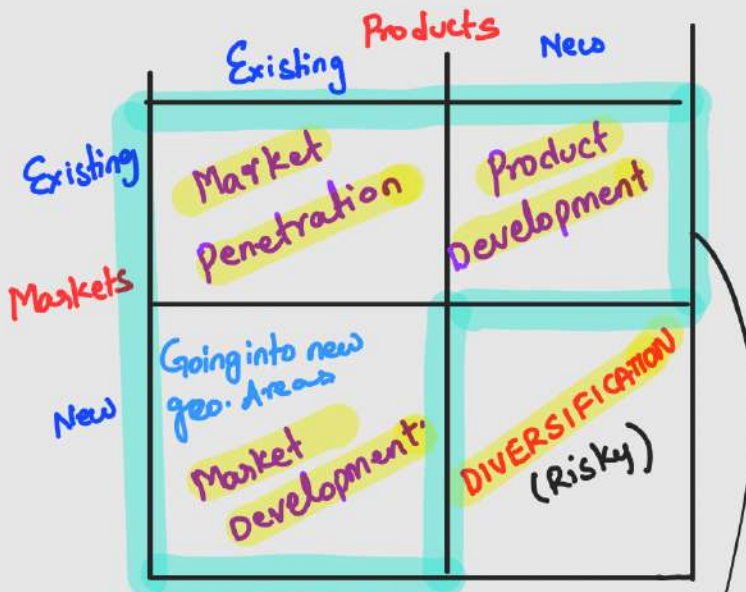 Products
Existing New
Existing
Market
Penetration
Product
Development
Markets
New
Going into new
geo. Areas
Market
Development.
DIVERSIFICATION
(Risky)